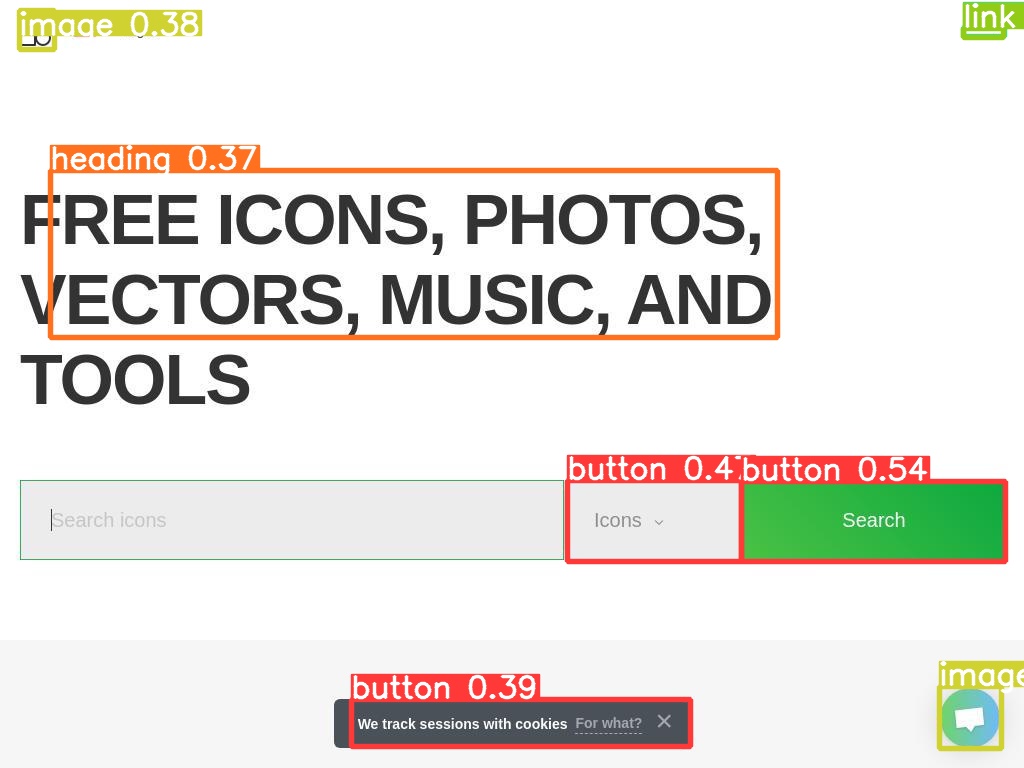 image 0.38
link
heading 0.37
FREE ICONS, PHOTOS,
VECTORS, MUSIC, AND
TOOLS
button 0.4
button 0.54
Search icons
Icons
Search
image
button 0.39
We track sessions with cookies For what?